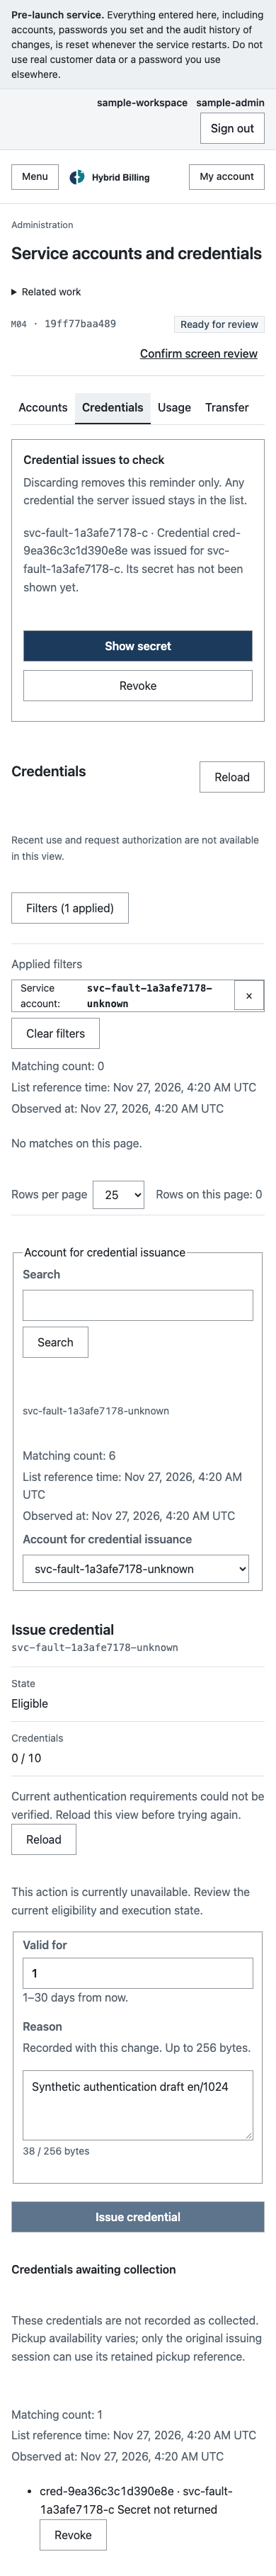 Pre-launch service. Everything entered here, including
accounts, passwords you set and the audit history of
changes, is reset whenever the service restarts. Do not
use real customer data or a password you use
elsewhere.
sample-workspace sample-admin
Sign out
Menu
Hybrid Billing
My account
Administration
Service accounts and credentials
▶ Related work
M04 · 19ff77baa489
Ready for review
Confirm screen review
Accounts Credentials Usage Transfer
Credential issues to check
Discarding removes this reminder only. Any
credential the server issued stays in the list.
svc-fault-1a3afe7178-c · Credential cred-
9ea36c3c1d390e8e was issued for svc-
fault-1a3afe7178-c. Its secret has not been
shown yet.
Show secret
Revoke
Credentials
Reload
Recent use and request authorization are not available
in this view.
Filters (1 applied)
Applied filters
Service
account:
svc-fault-1a3afe7178-
unknown
×
Clear filters
Matching count: 0
List reference time: Nov 27, 2026, 4:20 AM UTC
Observed at: Nov 27, 2026, 4:20 AM UTC
No matches on this page.
Rows per page 25 Rows on this page: 0
Account for credential issuance
Search
Search
svc-fault-1a3afe7178-unknown
Matching count: 6
List reference time: Nov 27, 2026, 4:20 AM
UTC
Observed at: Nov 27, 2026, 4:20 AM UTC
Account for credential issuance
svc-fault-1a3afe7178-unknown
Issue credential
svc-fault-1a3afe7178-unknown
State
Eligible
Credentials
0 / 10
Current authentication requirements could not be
verified. Reload this view before trying again.
Reload
This action is currently unavailable. Review the
current eligibility and execution state.
Valid for
1
1–30 days from now.
Reason
Recorded with this change. Up to 256 bytes.
Synthetic authentication draft en/1024
38 / 256 bytes
Issue credential
Credentials awaiting collection
These credentials are not recorded as collected.
Pickup availability varies; only the original issuing
session can use its retained pickup reference.
Matching count: 1
List reference time: Nov 27, 2026, 4:20 AM UTC
Observed at: Nov 27, 2026, 4:20 AM UTC
• cred-9ea36c3c1d390e8e · svc-fault-
1a3afe7178-c Secret not returned
Revoke